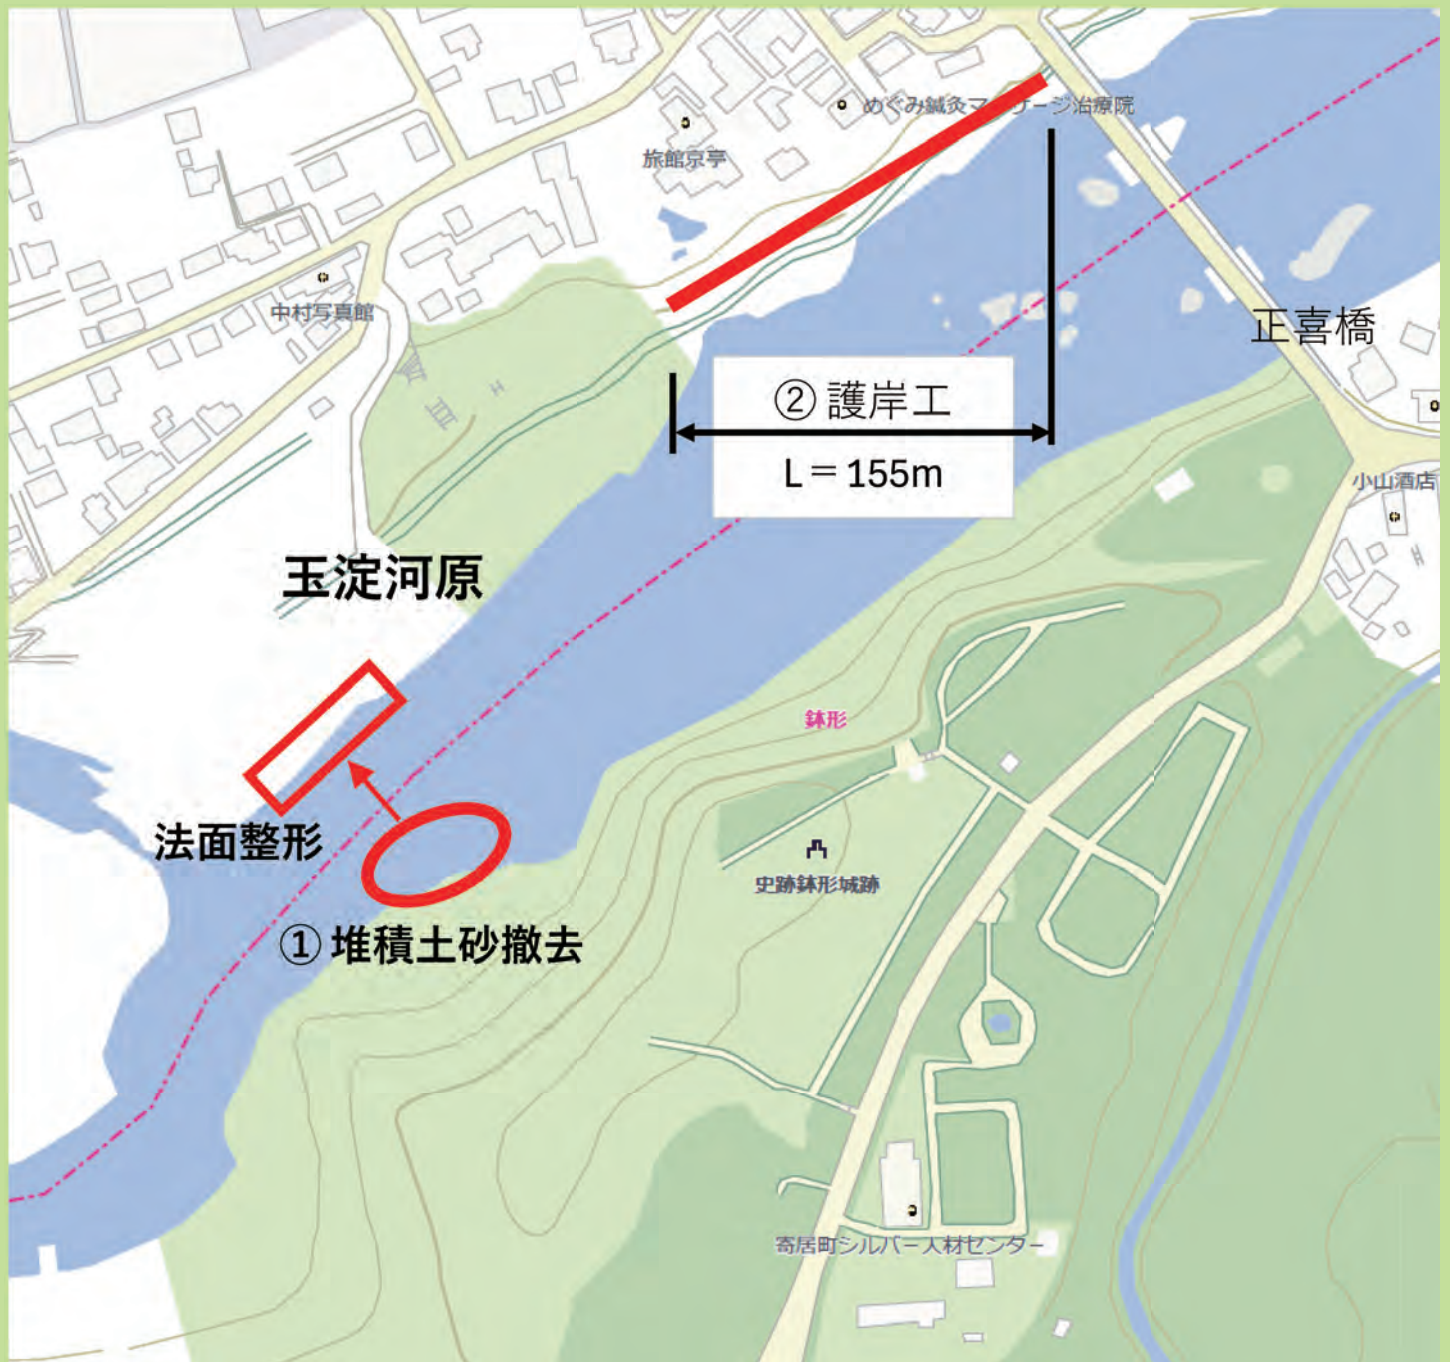 めぐみ鍼灸マッサージ治療院
旅館京亭
中村写真館
正喜橋
② 護岸工
L＝155m
小山酒店
玉淀河原
鉢形
法面整形
史跡鉢形城跡
① 堆積土砂撤去
寄居町シルバー人材センター